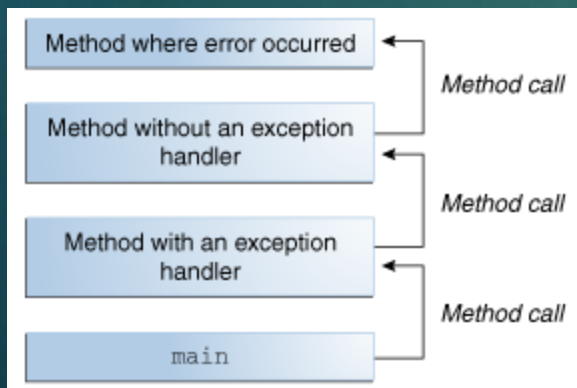 Method where error occurred
Method call
Method without an exception
handler
Method call
Method with an exception
handler
Method call
main